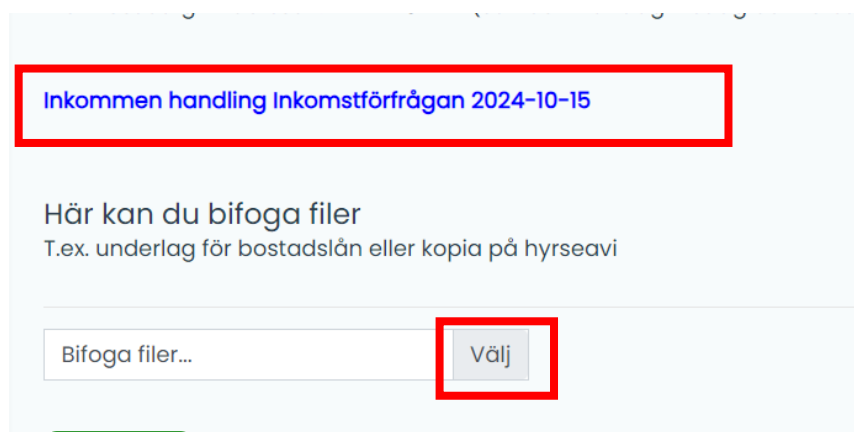 Inkommen handling Inkomstförfrågan 2024-10-15
Här kan du bifoga filer
T.ex. underlag för bostadslån eller kopia på hyrseavi
Bifoga filer...
Välj